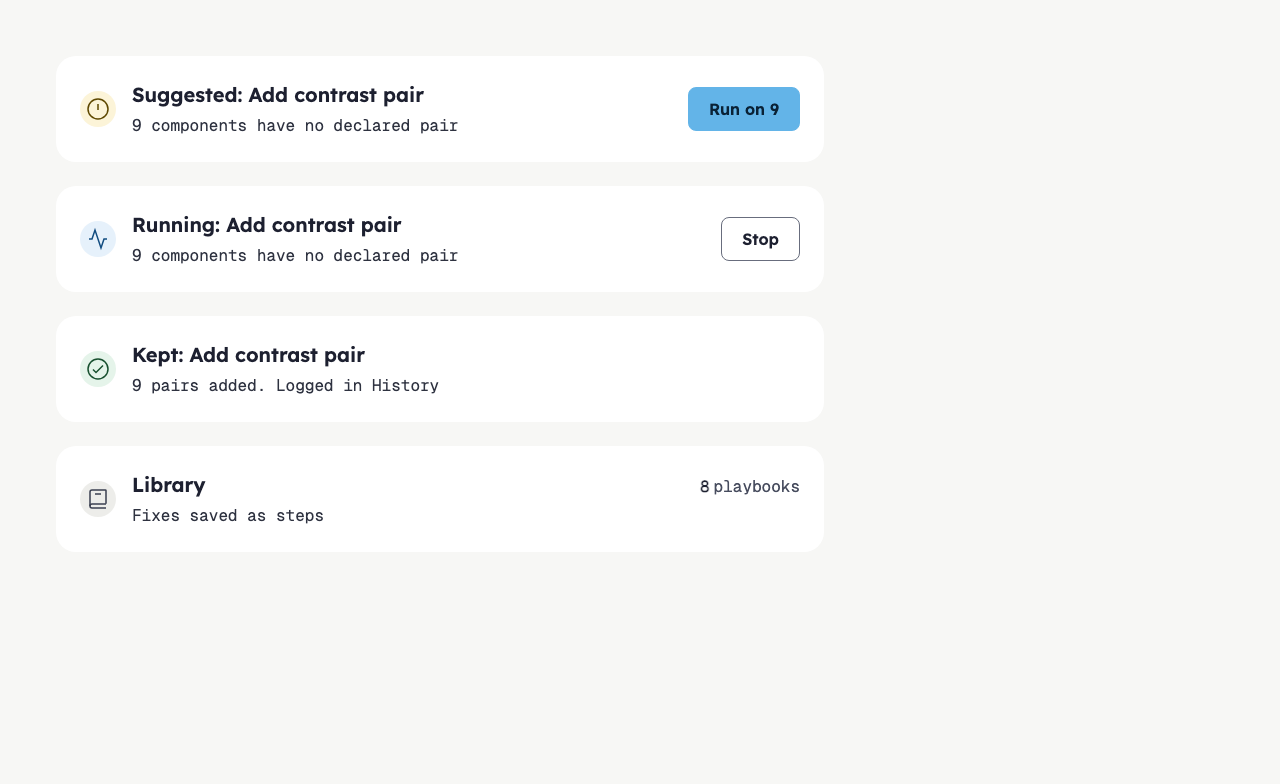 Suggested: Add contrast pair
9 components have no declared pair
Run on 9
Running: Add contrast pair
9 components have no declared pair
Stop
Kept: Add contrast pair
9 pairs added. Logged in History
Library
8 playbooks
Fixes saved as steps